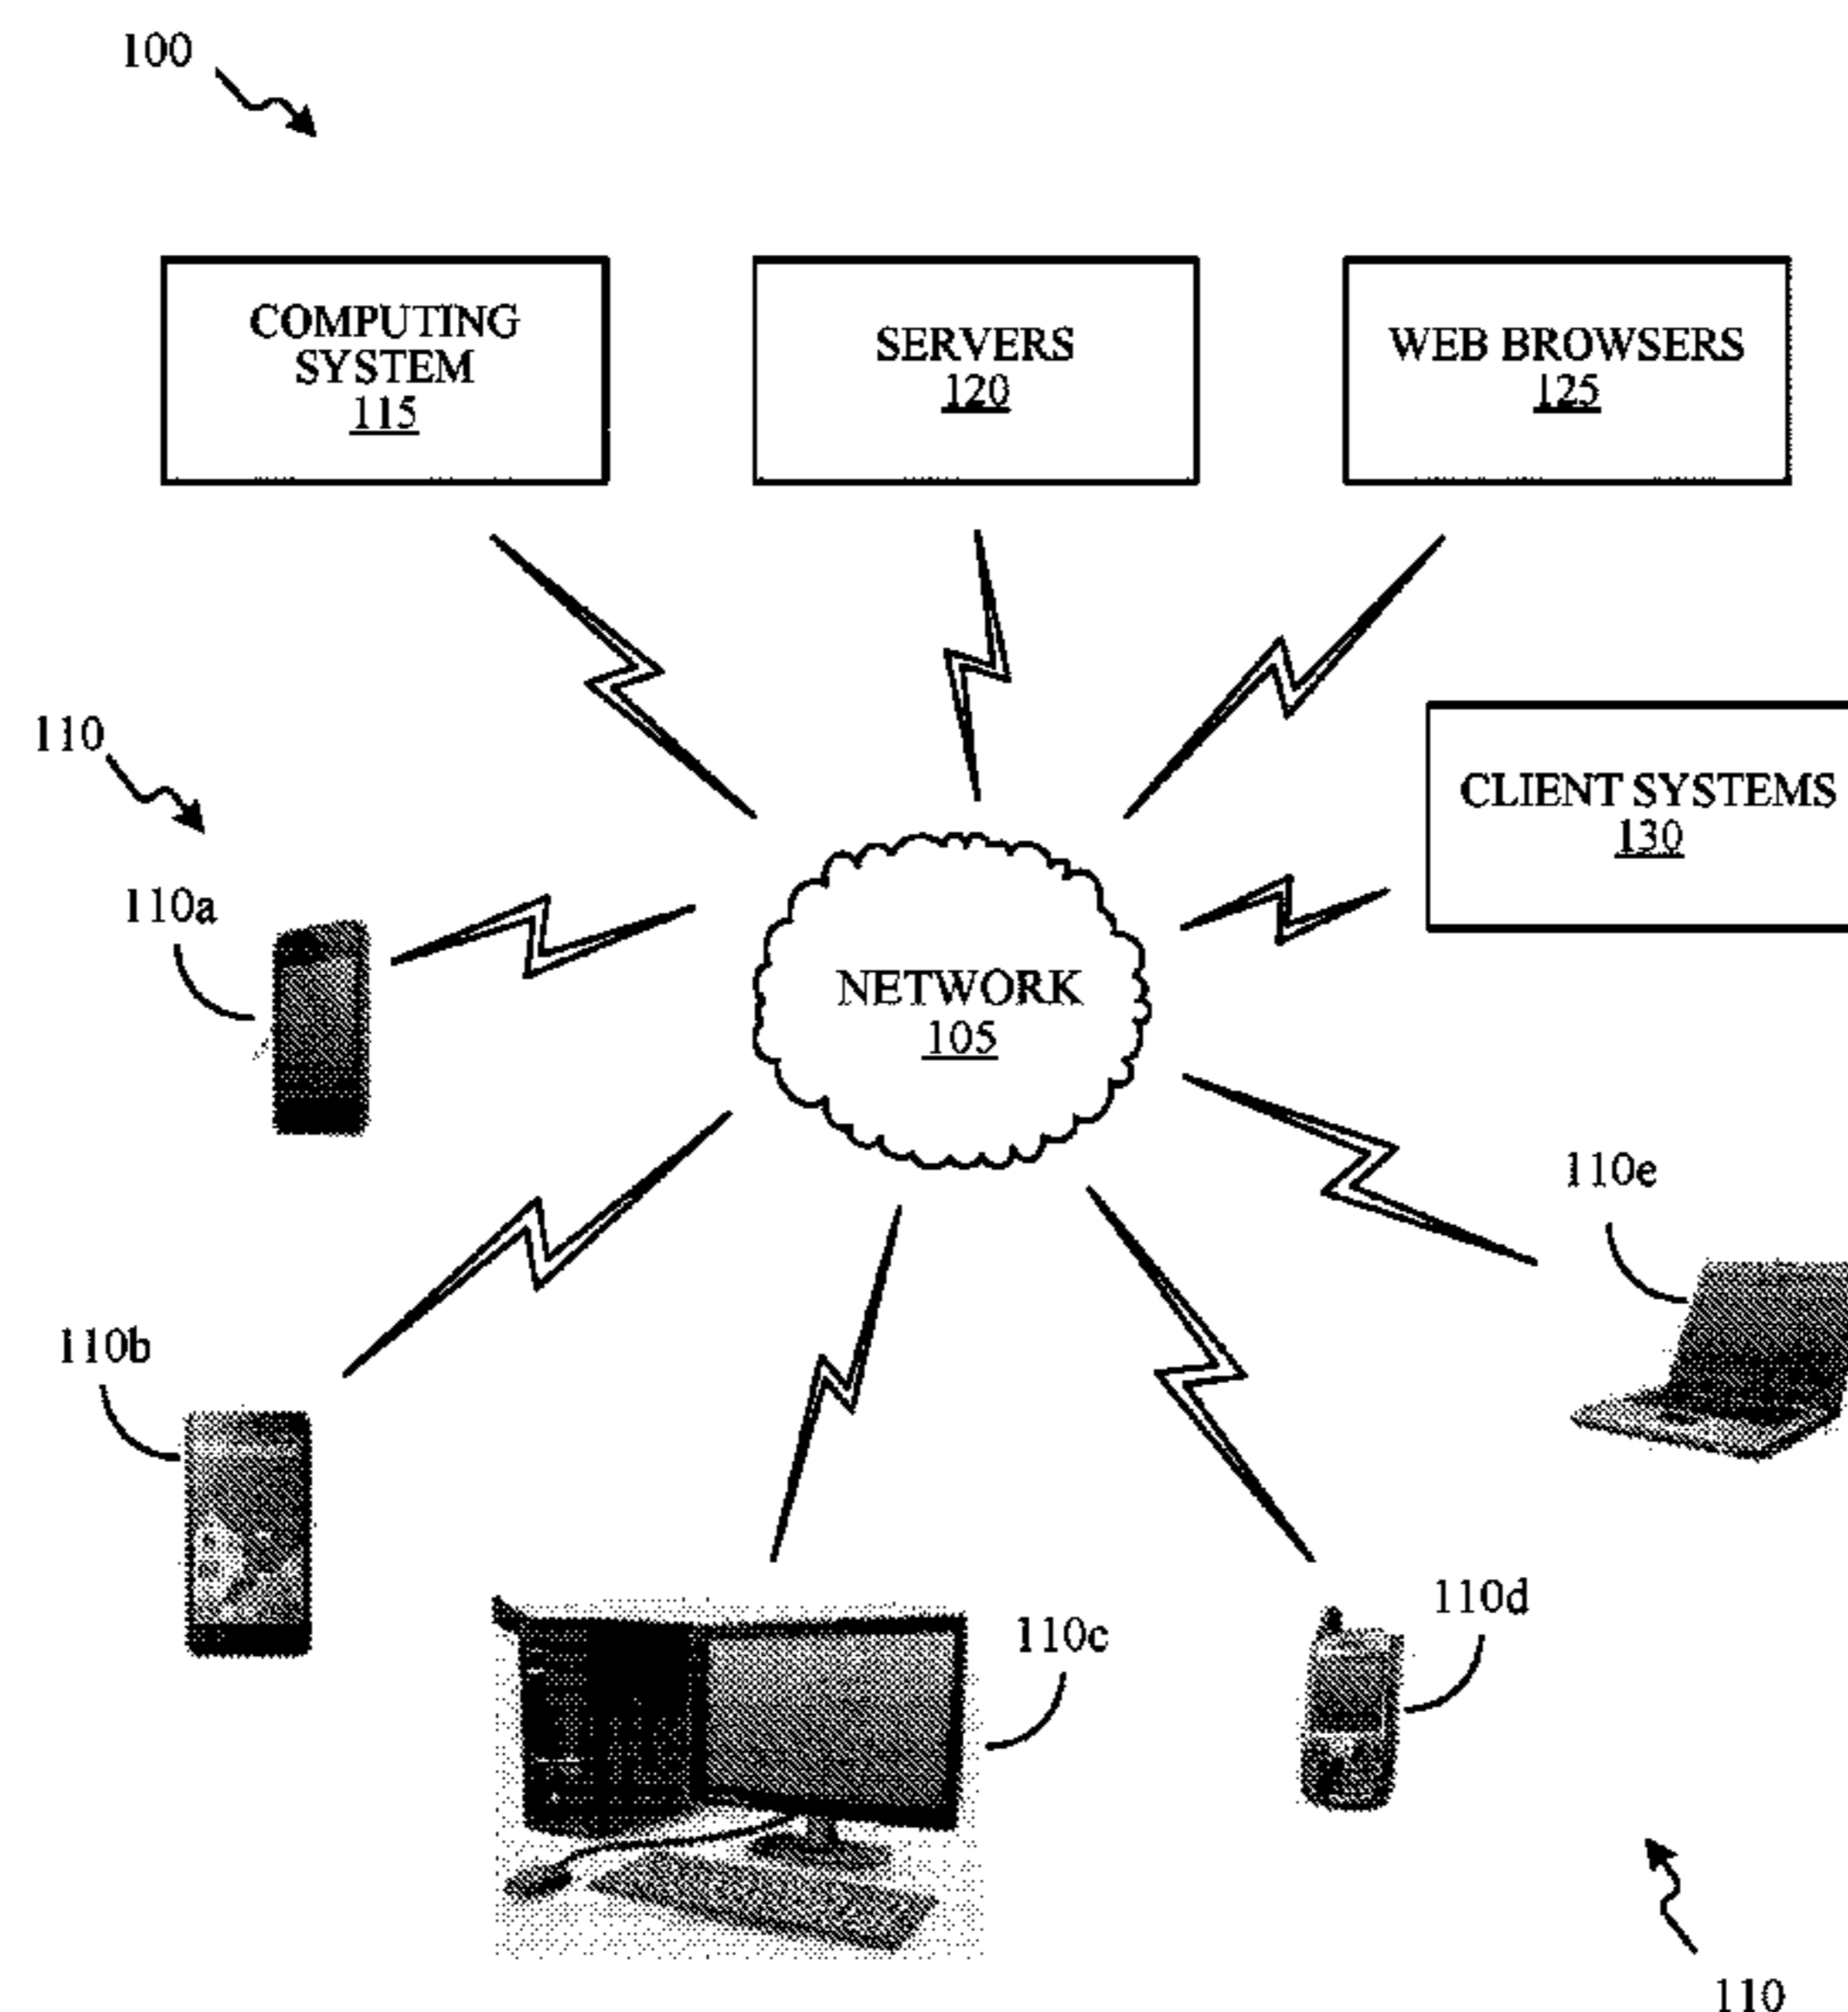 100
COMPUTING
SYSTEM
115
SERVERS
120
WEB BROWSERS
125
110
CLIENT SYSTEMS
130
110a
NETWORK
105
110e
110b
110d
110c
110